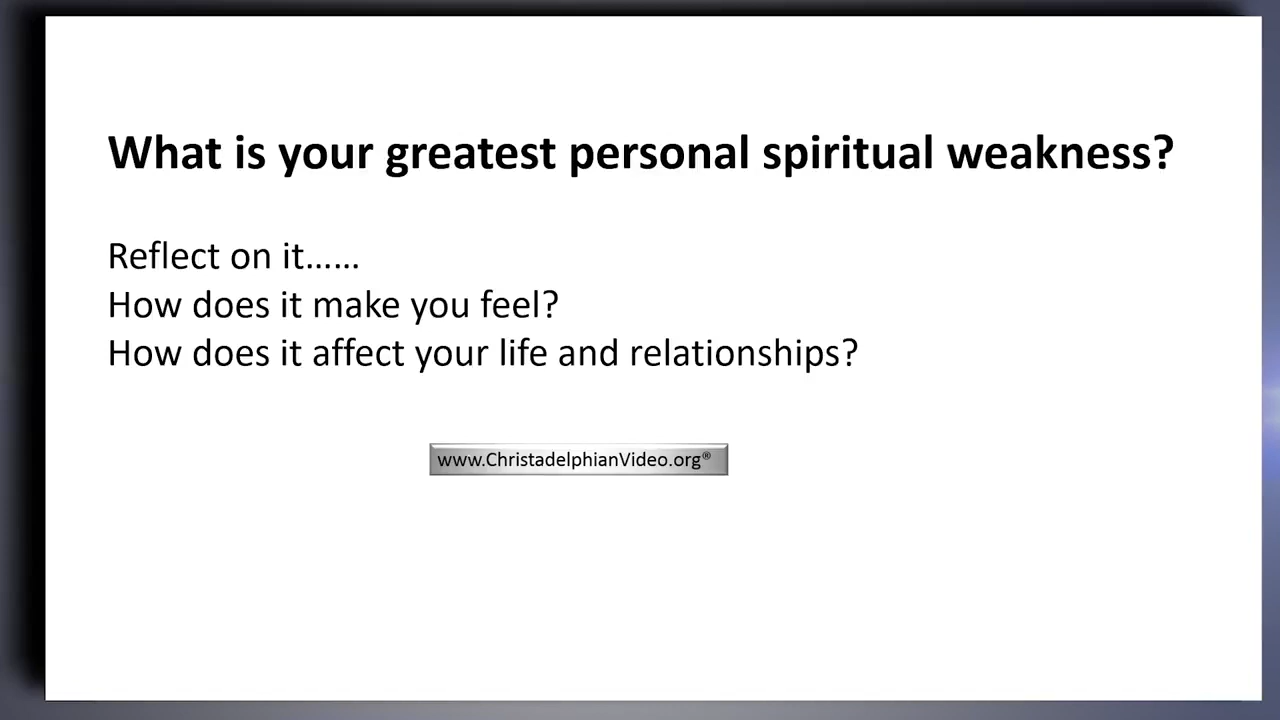 What is your greatest personal spiritual weakness?
Reflect on it......
How does it make you feel?
How does it affect your life and relationships?
www.ChristadelphianVideo.org®